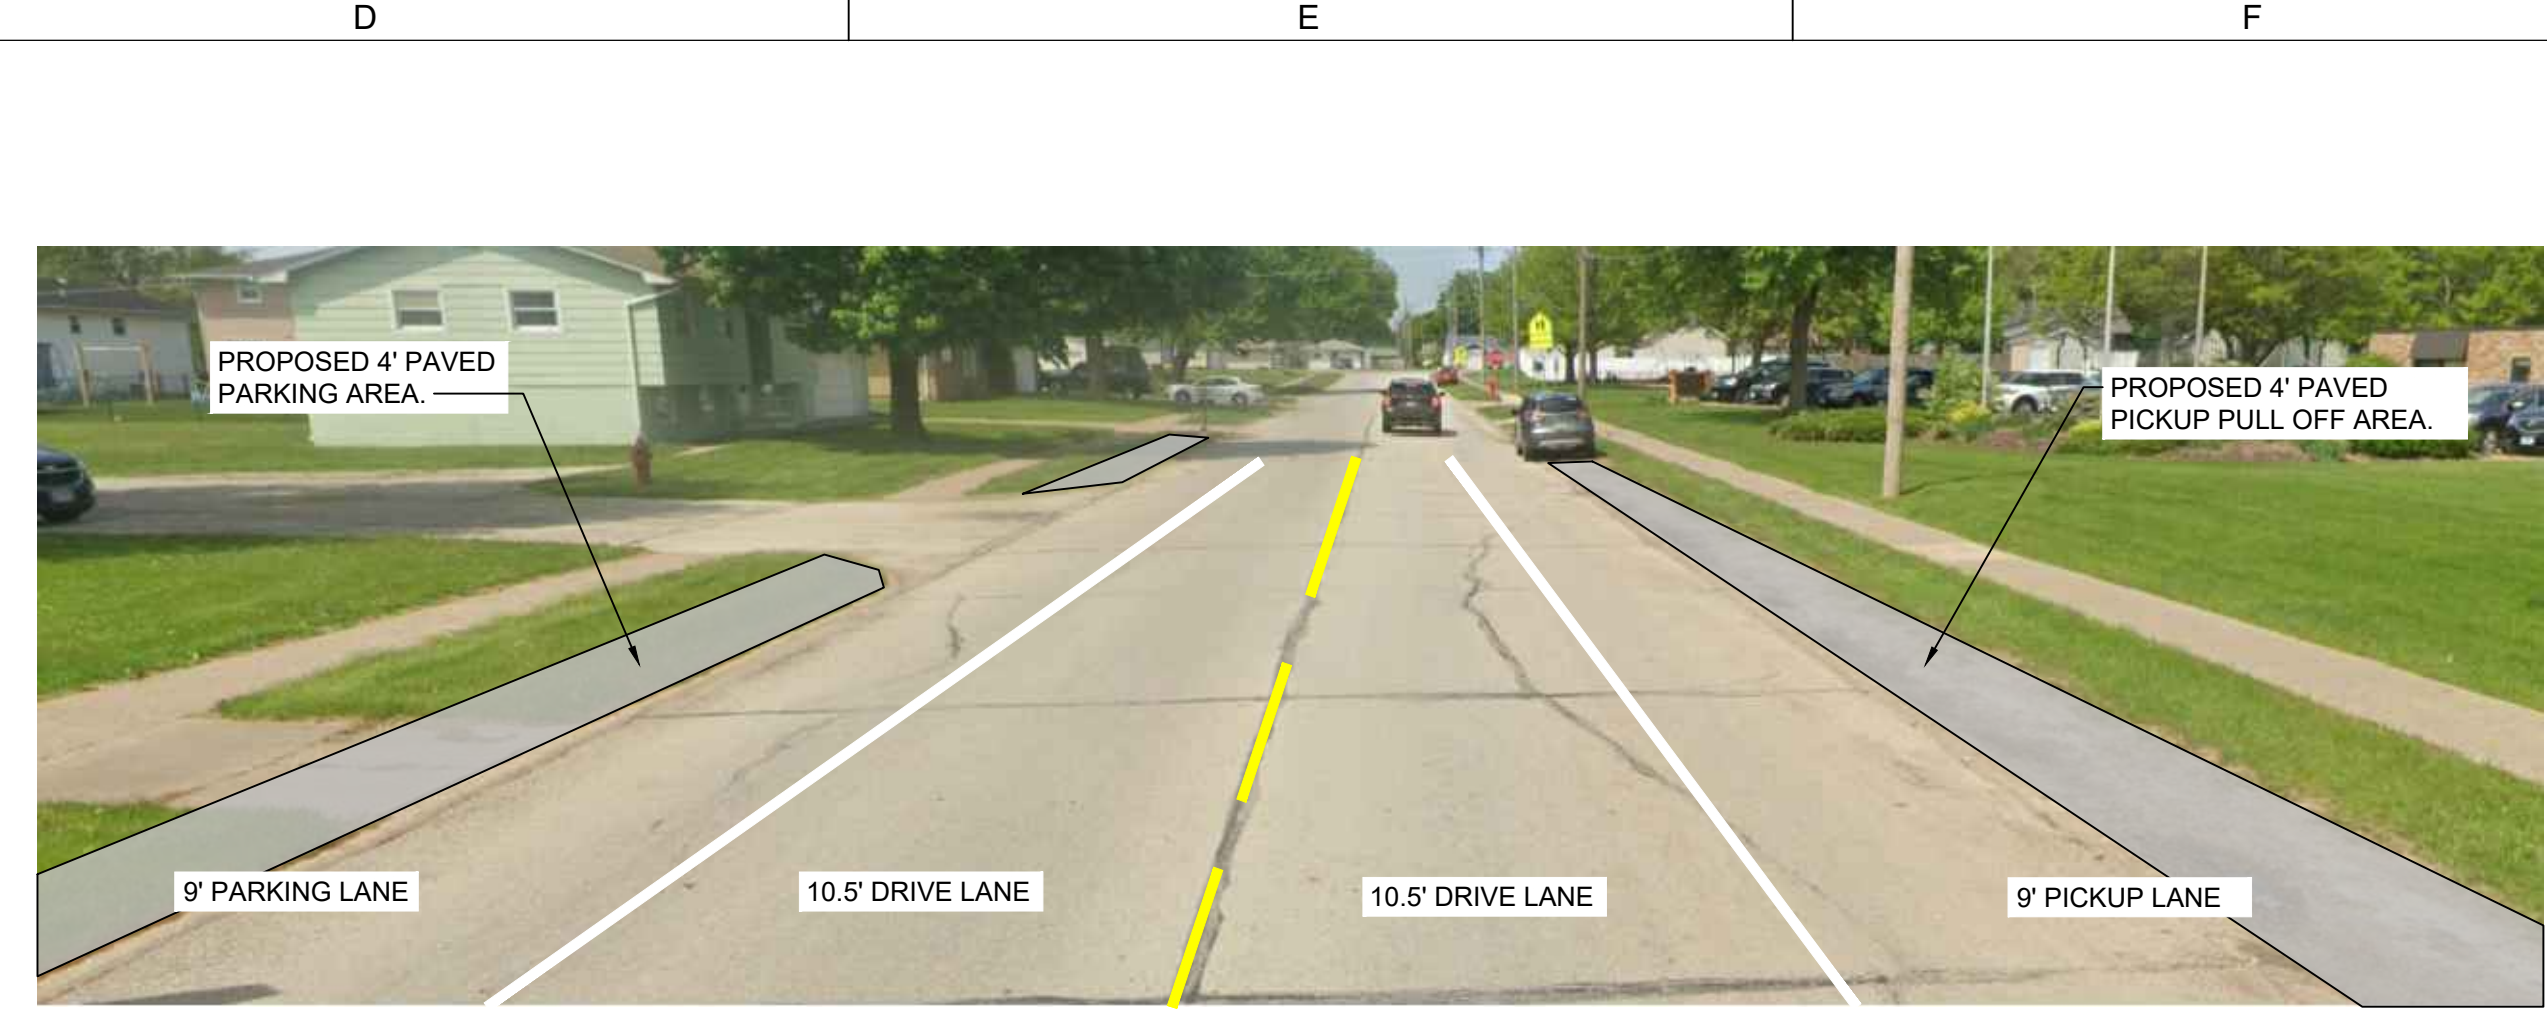 D
E
F
PROPOSED 4' PAVED
PARKING AREA.
PROPOSED 4' PAVED
PICKUP PULL OFF AREA.
9' PARKING LANE
10.5' DRIVE LANE
10.5' DRIVE LANE
9' PICKUP LANE